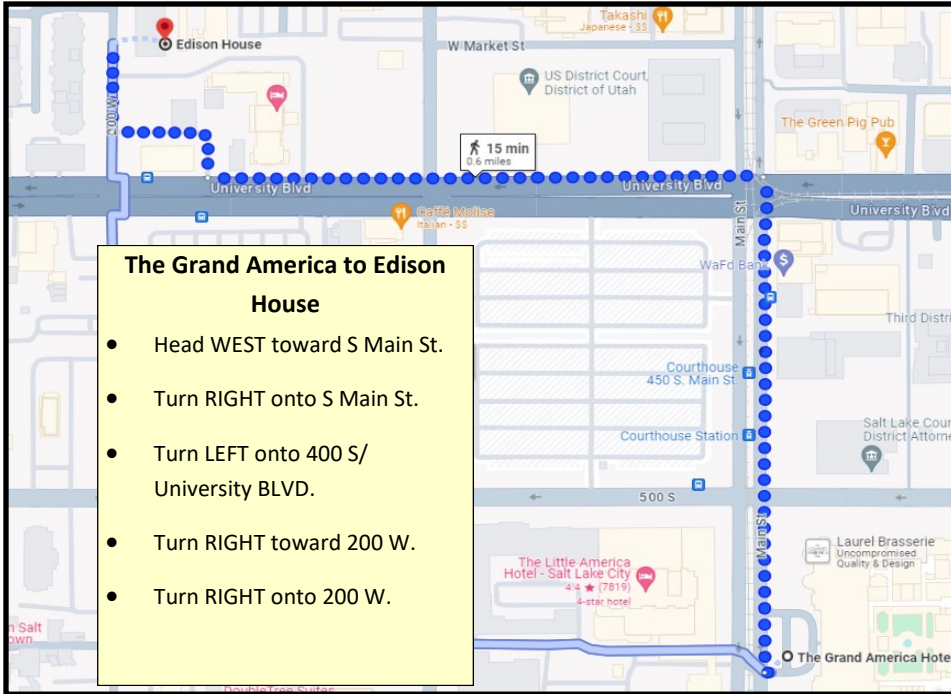 Takashi
Japanese · $$
Edison House
W Market St
US District Court,
District of Utah
200 W
The Green Pig Pub
15 min
0.6 miles
University Blvd
University Blvd
University Blvd
Caffé Molise
Italian · $$
Main St
WaFd Bank
The Grand America to Edison
House
• Head WEST toward S Main St.
• Turn RIGHT onto S Main St.
• Turn LEFT onto 400 S/
University BLVD.
• Turn RIGHT toward 200 W.
• Turn RIGHT onto 200 W.
Third Distri
Courthouse
450 S. Main St
Salt Lake Coun
District Attorne
Courthouse Station
500 S
Main St
Laurel Brasserie
Uncompromised
Quality & Design
The Little America
Hotel - Salt Lake City
4.4 ★ (7819)
4-star hotel
n Salt
own
The Grand America Hote
DoubleTree Suites